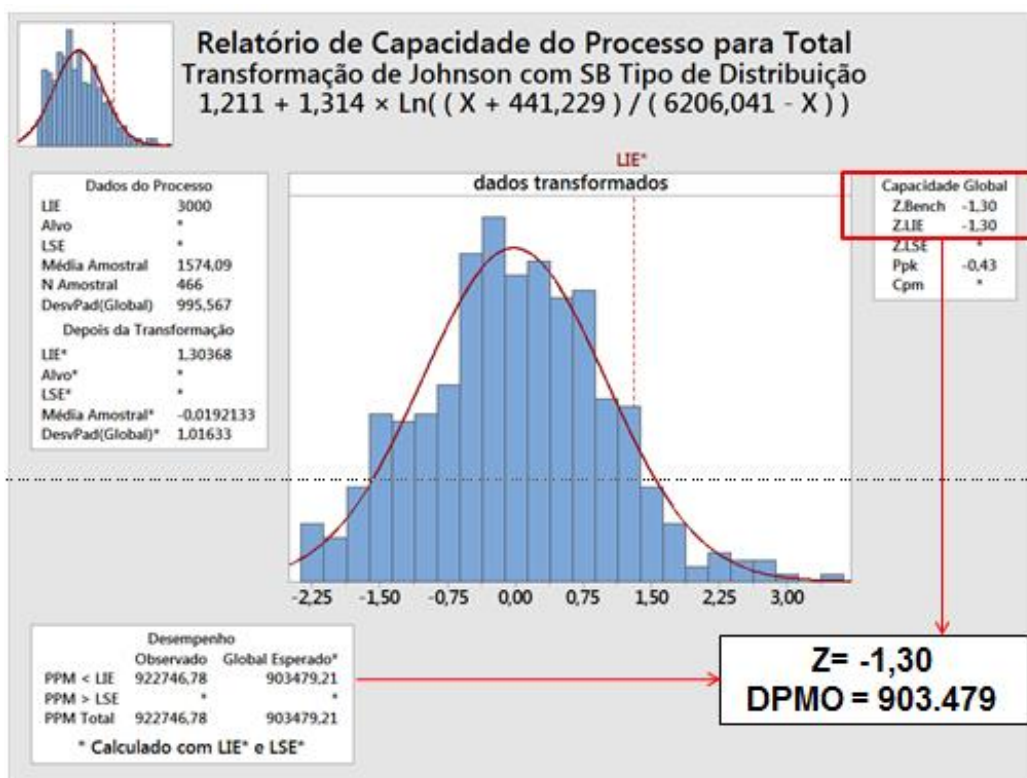 Relatório de Capacidade do Processo para Total
Transformação de Johnson com SB Tipo de Distribuição
1,211 + 1,314 × Ln( ( X + 441,229 ) / ( 6206,041 - X ) )
Dados do Processo
LIE 3000
Alvo *
LSE *
Média Amostral 1574,09
N Amostral 466
DesvPad(Global) 995,567
Depois da Transformação
LIE* 1,30368
Alvo* *
LSE* *
Média Amostral* -0,0192133
DesvPad(Global)* 1,01633
LIE*
dados transformados
-2,25 -1,50 -0,75 0,00 0,75 1,50 2,25 3,00
Capacidade Global
Z.Bench -1,30
Z.LIE -1,30
Z.LSE *
Ppk -0,43
Cpm *
Desempenho
Observado Global Esperado*
PPM < LIE 922746,78 903479,21
PPM > LSE * *
PPM Total 922746,78 903479,21
* Calculado com LIE* e LSE*
Z= -1,30
DPMO = 903.479